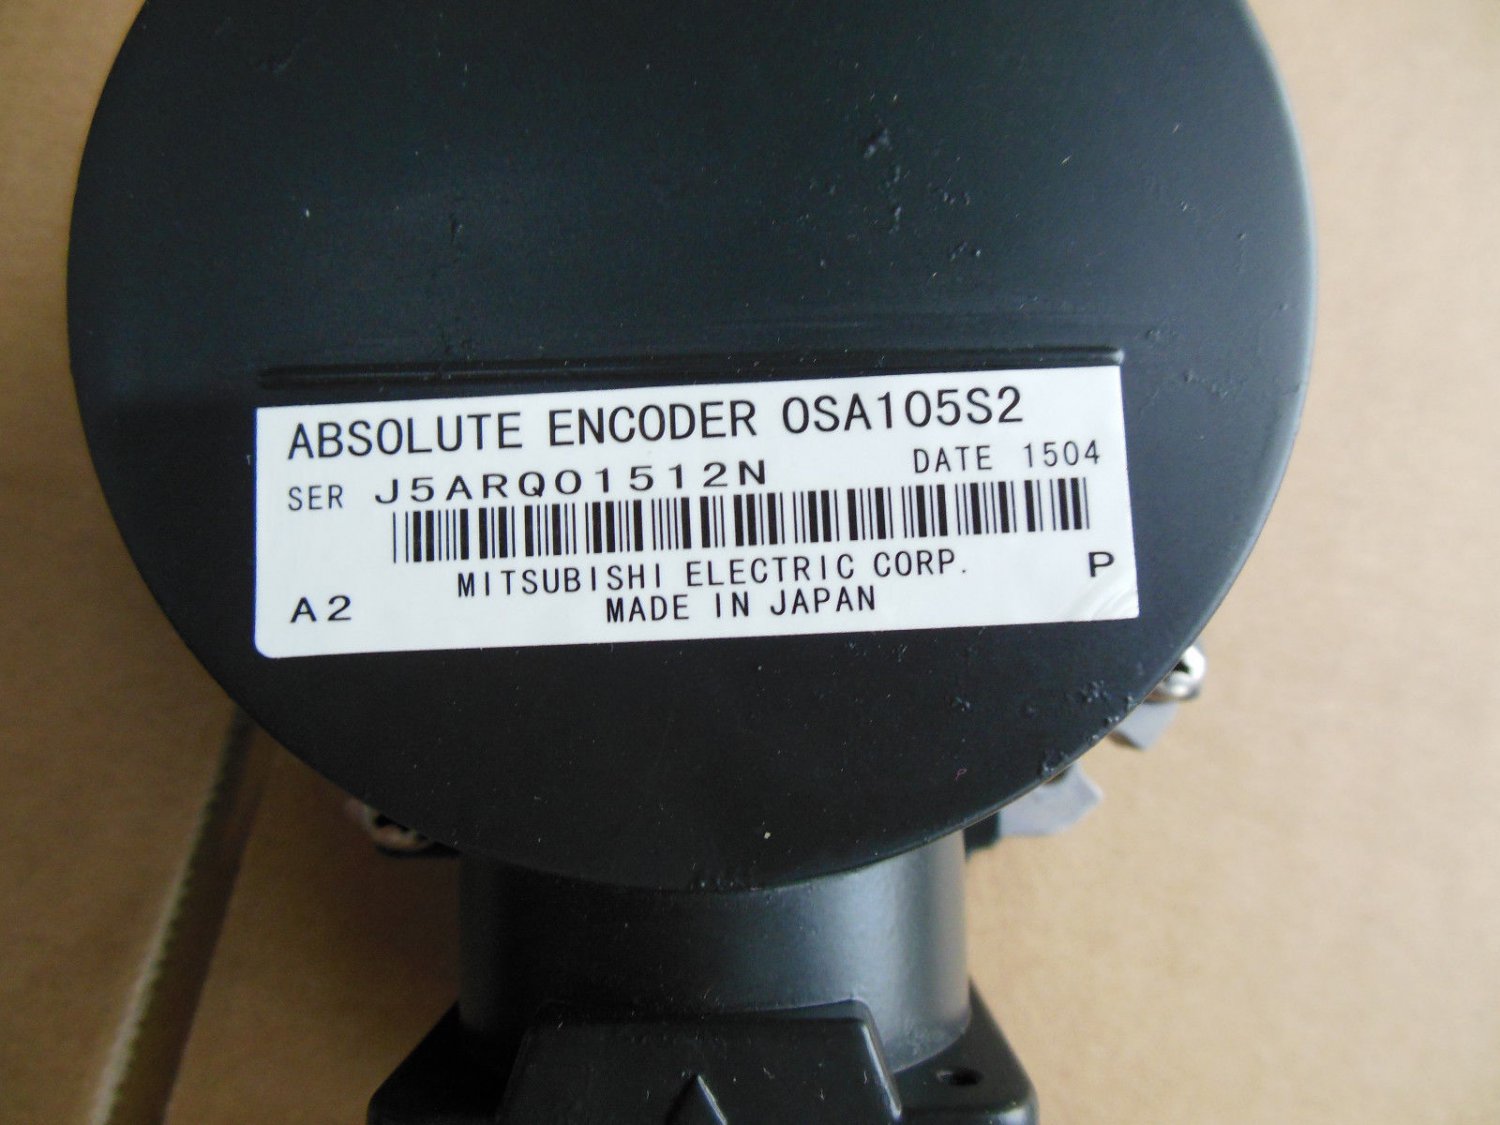 ABSOLUTE ENCODER OSA105S2
DATE 1504
SER J5ARQ01512N
MITSUBISHI ELECTRIC CORP.
P
A2
MADE IN JAPAN